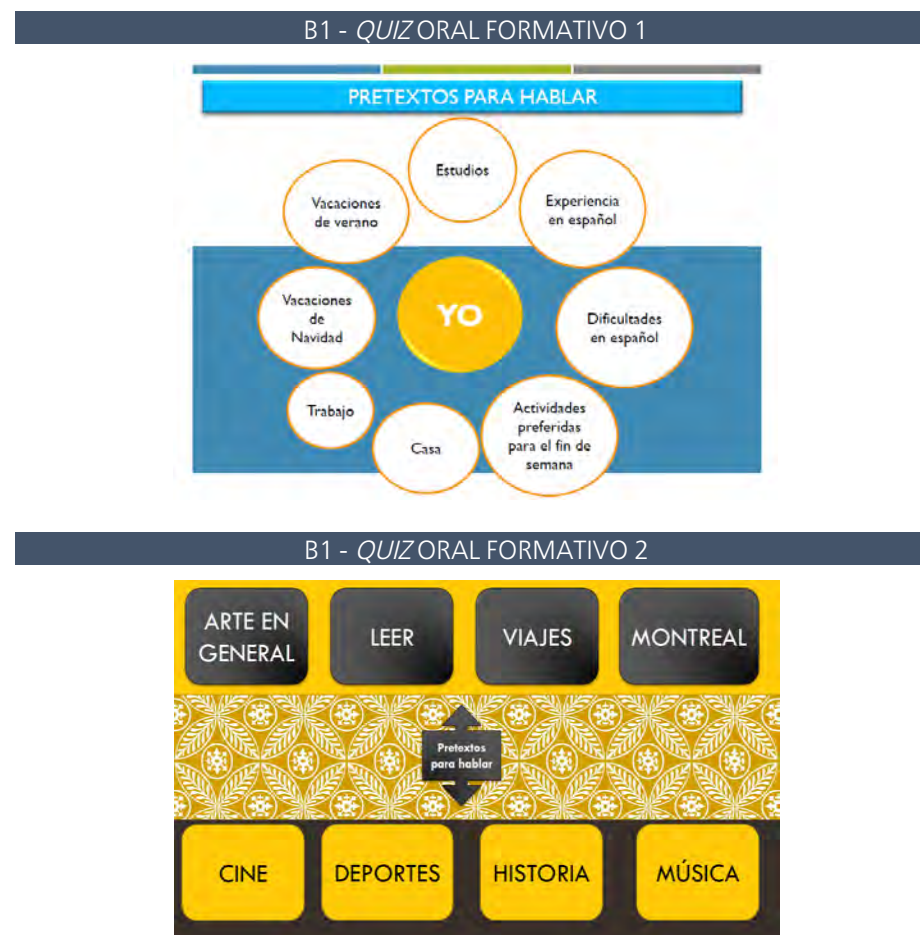 B1 - QUIZ ORAL FORMATIVO 1
PRETEXTOS PARA HABLAR
Estudios
Vacaciones
de verano
Experiencia
en español
Vacaciones
de
Navidad
YO
Dificultades
en español
Trabajo
Casa
Actividades
preferidas
para el fin de
semana
B1 - QUIZ ORAL FORMATIVO 2
ARTE EN
GENERAL
LEER
VIAJES
MONTREAL
Pretextos
para hablar
CINE
DEPORTES
HISTORIA
MÚSICA